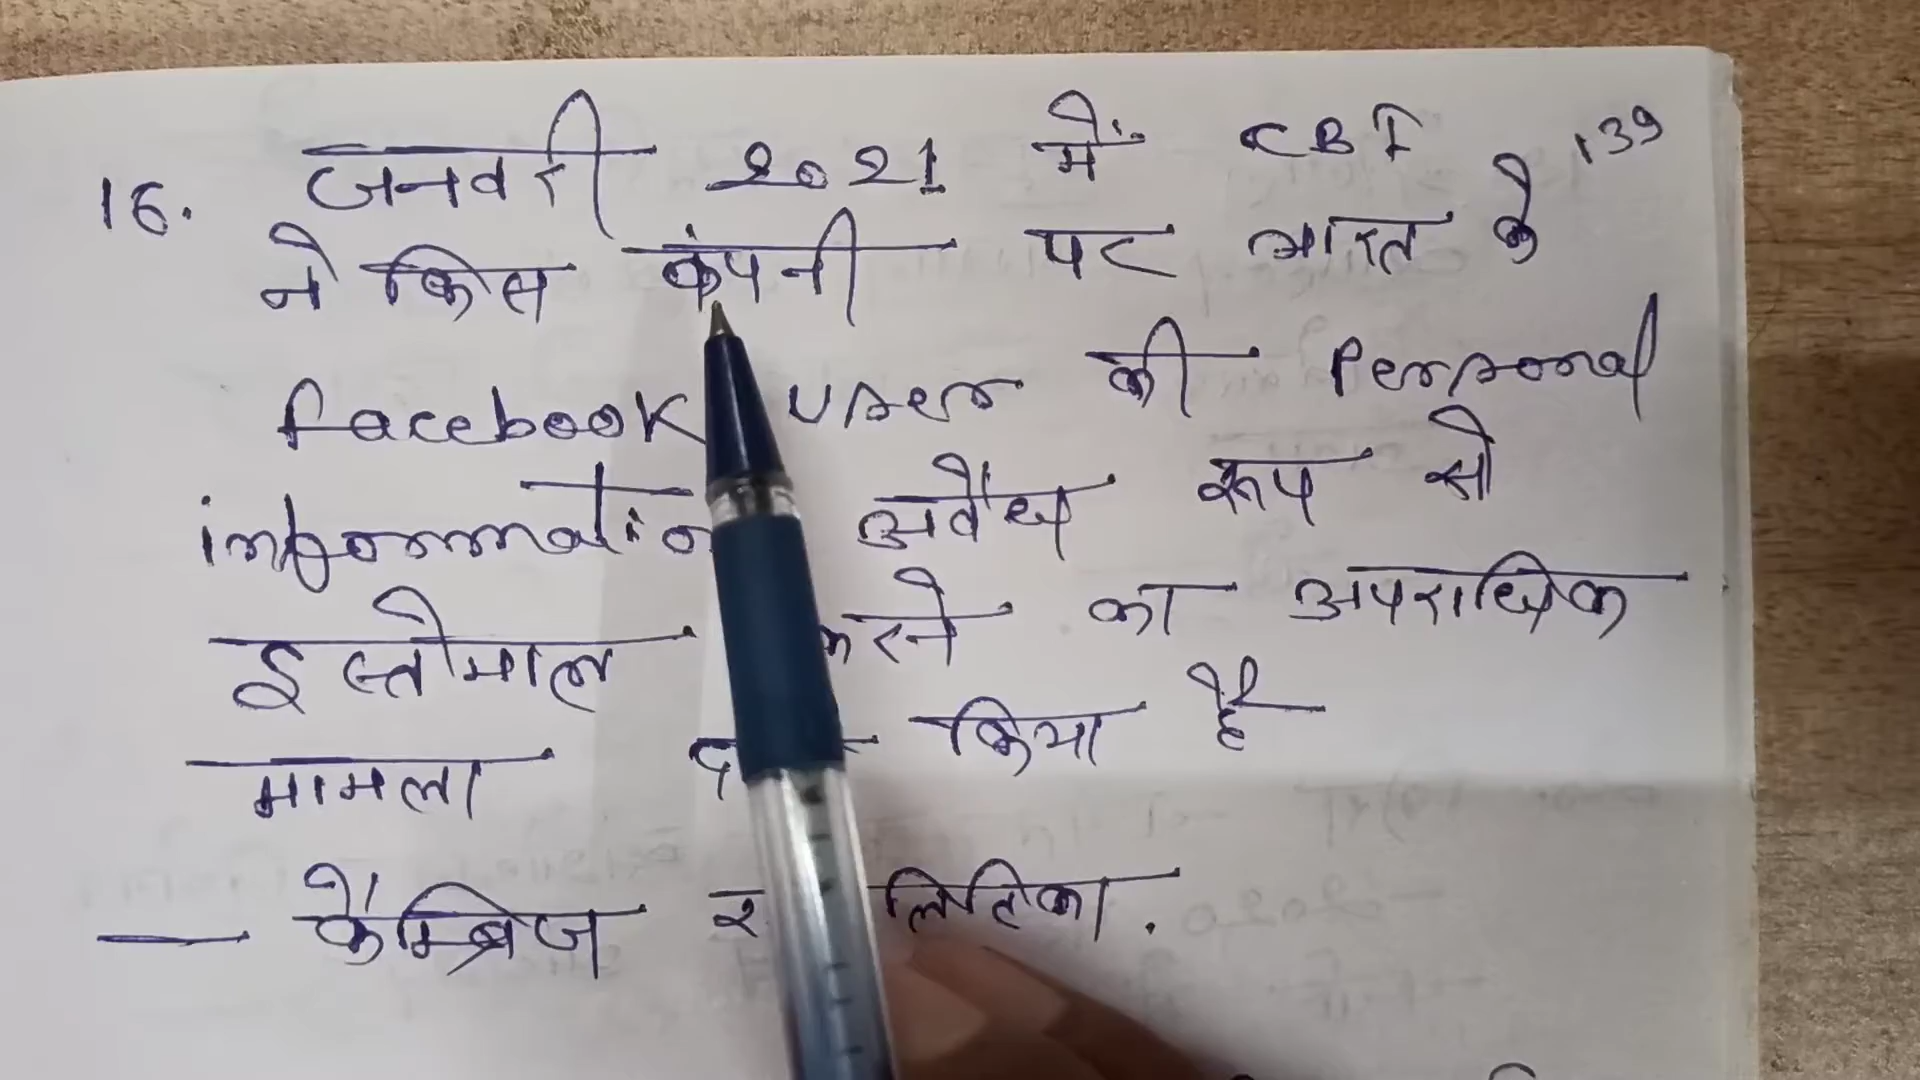 139
16. जनवरी 2021 में CBI
ने किस कंपनी पर भारत के
facebook user की Personal
information अवैध रूप से
इस्तेमाल करने का अपराधिक
मामला किया है
— कैम्ब्रिज